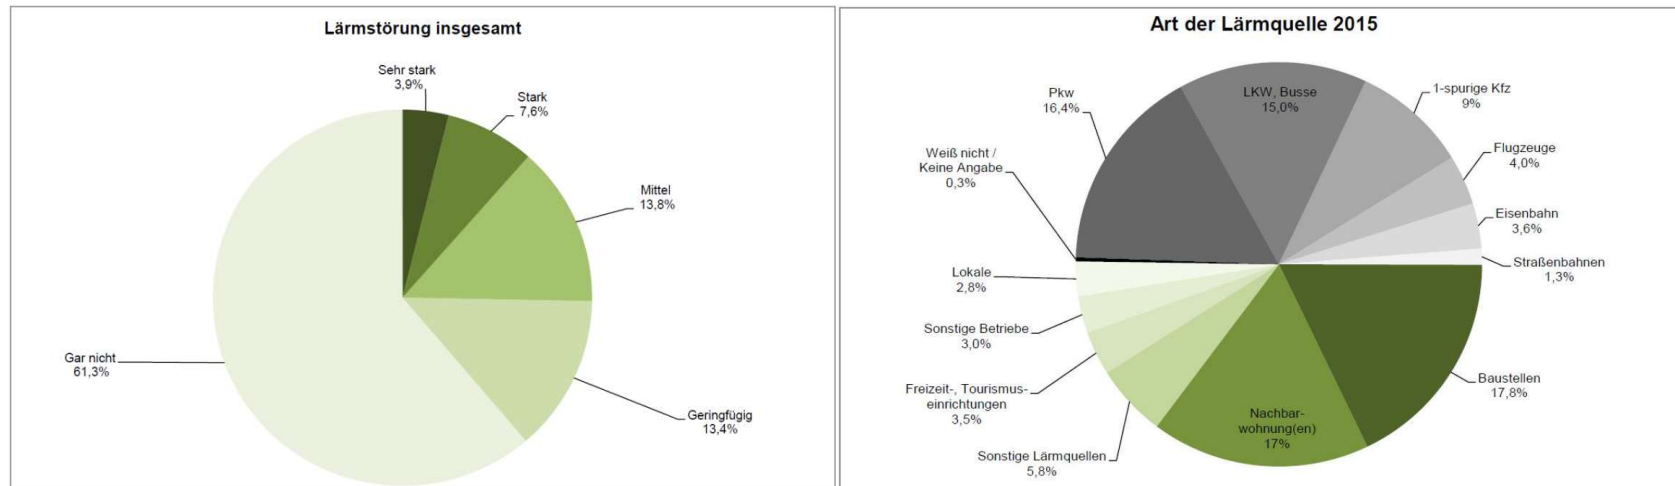 Lärmstörung insgesamt
Sehr stark
3,9%
Stark
7,6%
Mittel
13,8%
Geringfügig
13,4%
Gar nicht
61,3%
Art der Lärmquelle 2015
Pkw
16,4%
LKW, Busse
15,0%
1-spurige Kfz
9%
Flugzeuge
4,0%
Eisenbahn
3,6%
Straßenbahnen
1,3%
Baustellen
17,8%
Nachbar-
wohnung(en)
17%
Sonstige Lärmquellen
5,8%
Freizeit-, Tourismus-
einrichtungen
3,5%
Sonstige Betriebe
3,0%
Lokale
2,8%
Weiß nicht /
Keine Angabe
0,3%